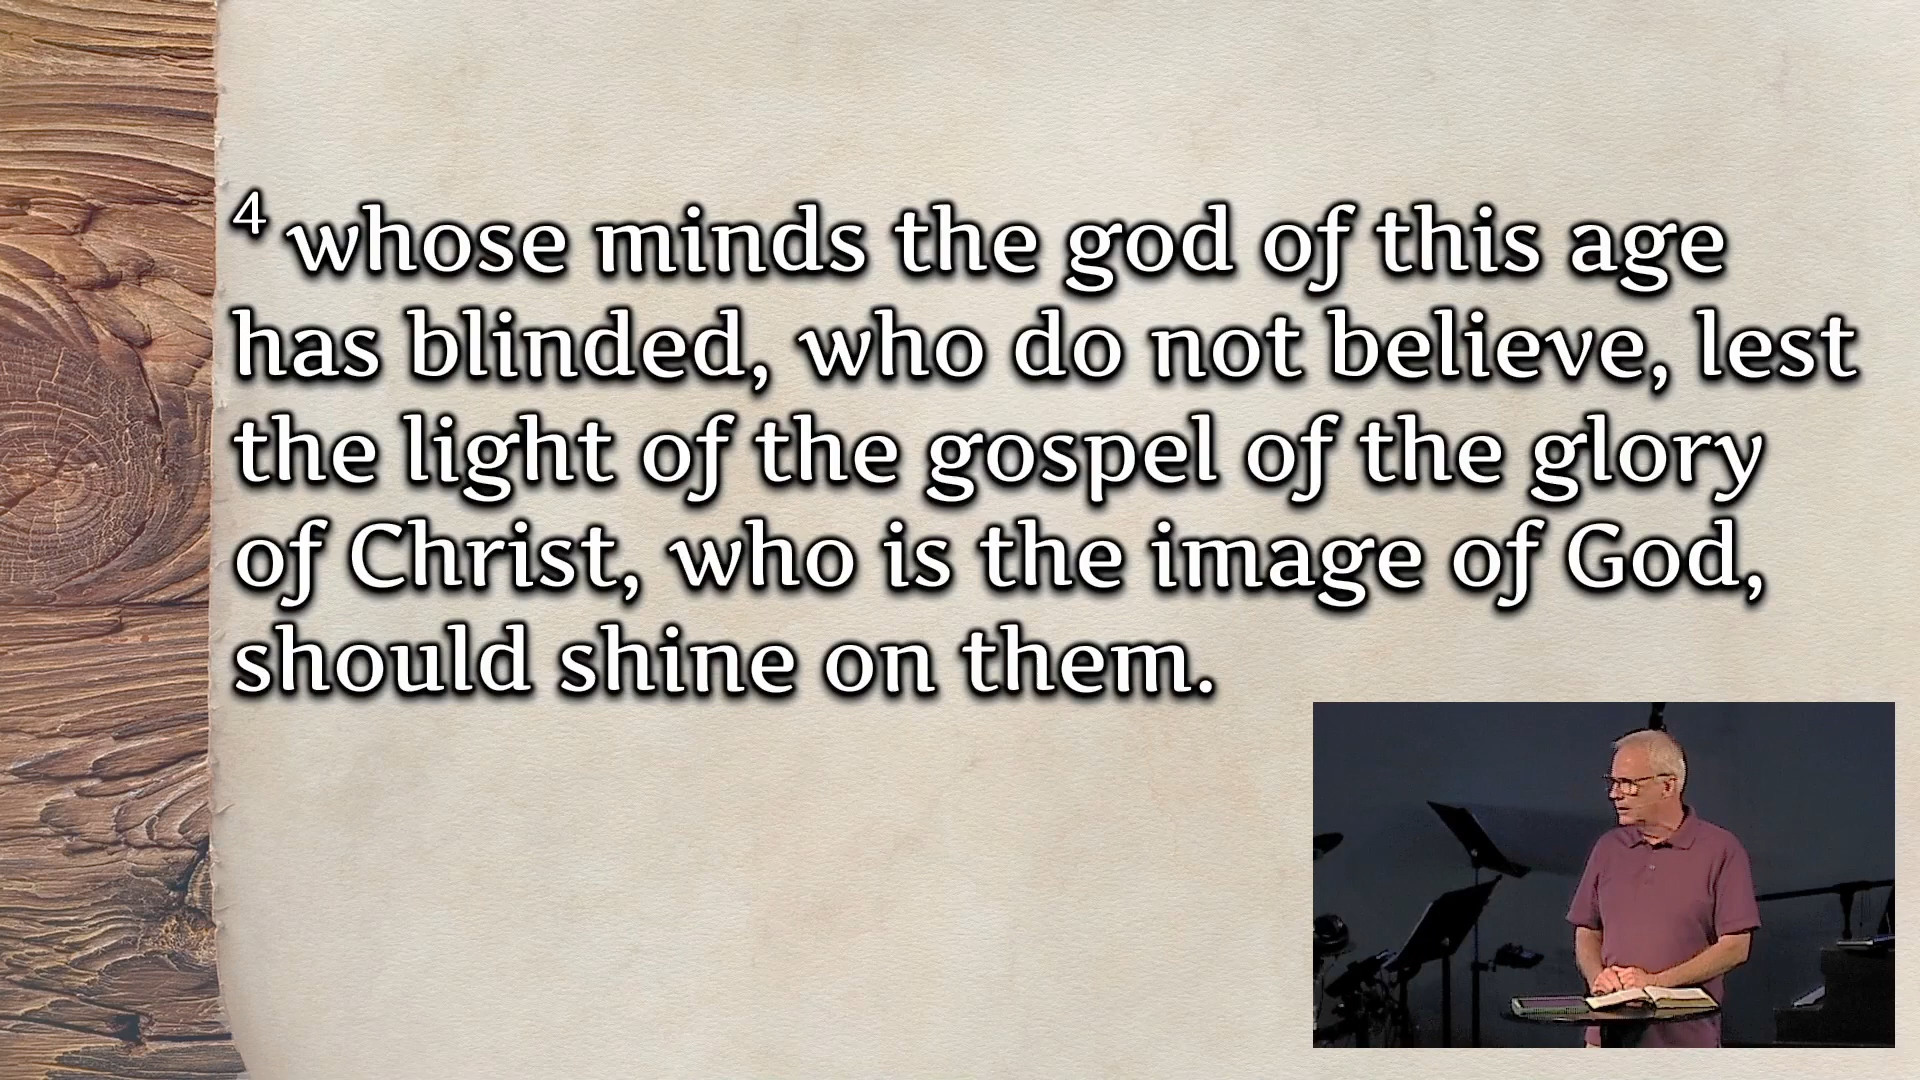 4 whose minds the god of this age
has blinded, who do not believe, lest
the light of the gospel of the glory
of Christ, who is the image of God,
should shine on them.